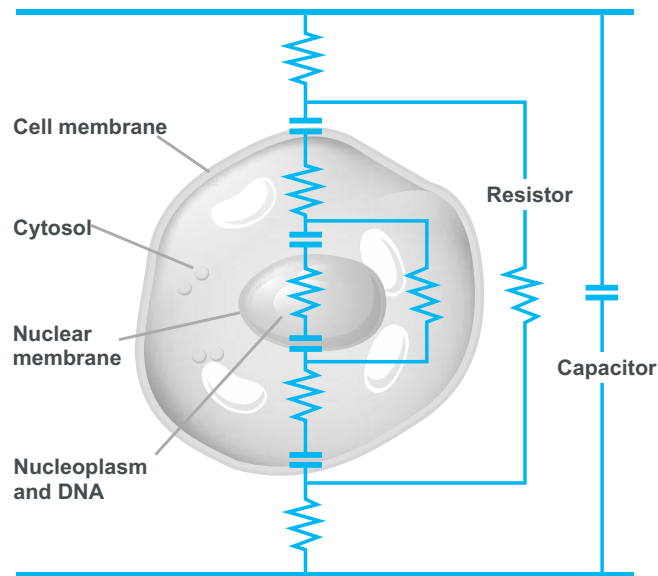 Cell membrane
Resistor
Cytosol
Nuclear
membrane
Capacitor
Nucleoplasm
and DNA